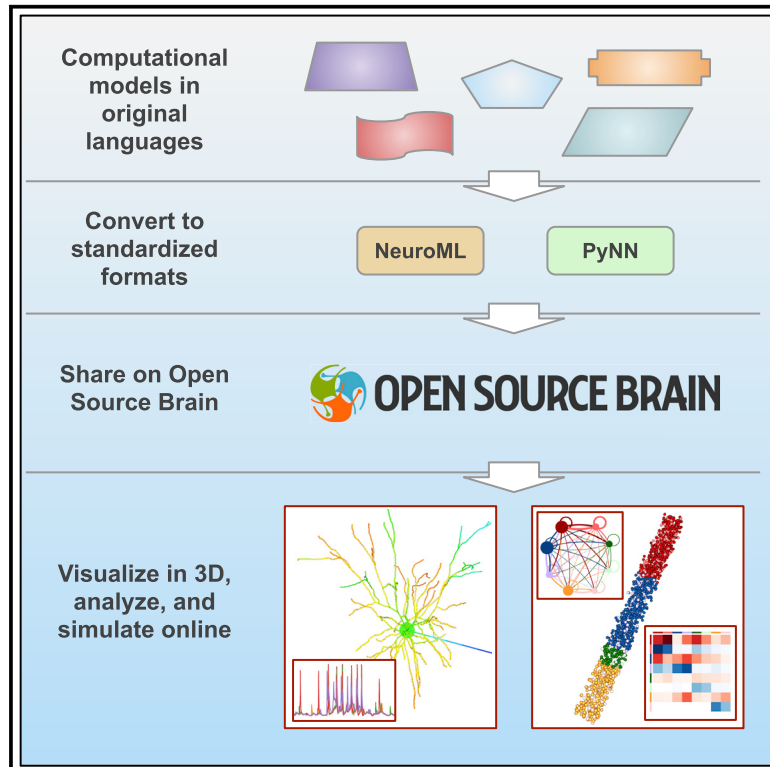 Computational
models in
original
languages
Convert to
standardized
formats
NeuroML
PyNN
Share on Open
Source Brain
OPEN SOURCE BRAIN
Visualize in 3D,
analyze, and
simulate online